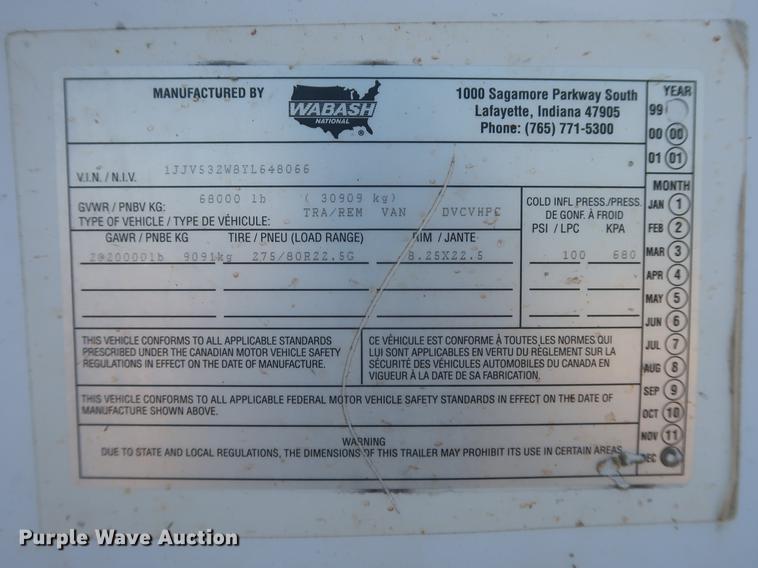 MANUFACTURED BY
WABASH
NATIONAL ®
1000 Sagamore Parkway South
Lafayette, Indiana 47905
Phone: (765) 771-5300
YEAR
99
00 00
01 01
V.I.N. / N.I.V. 1JJV532W8YL648066
GVWR / PNBV KG: 68000 lb ( 30909 kg)
TYPE OF VEHICLE / TYPE DE VÉHICULE: TRA/REM VAN DVCVHPC
COLD INFL PRESS./PRESS.
DE GONF. À FROID
PSI / LPC KPA
GAWR / PNBE KG TIRE / PNEU (LOAD RANGE) RIM / JANTE
2@20000lb 9091kg 275/80R22.5G 8.25X22.5 100 680
MONTH
JAN 1
FEB 2
MAR 3
APR 4
MAY 5
JUN 6
JUL 7
AUG 8
SEP 9
OCT 10
NOV 11
DEC
THIS VEHICLE CONFORMS TO ALL APPLICABLE STANDARDS
PRESCRIBED UNDER THE CANADIAN MOTOR VEHICLE SAFETY
REGULATIONS IN EFFECT ON THE DATE OF MANUFACTURE.
CE VÉHICULE EST CONFORME À TOUTES LES NORMES QUI
LUI SONT APPLICABLES EN VERTU DU RÈGLEMENT SUR LA
SÉCURITÉ DES VÉHICULES AUTOMOBILES DU CANADA EN
VIGUEUR À LA DATE DE SA FABRICATION.
THIS VEHICLE CONFORMS TO ALL APPLICABLE FEDERAL MOTOR VEHICLE SAFETY STANDARDS IN EFFECT ON THE DATE OF
MANUFACTURE SHOWN ABOVE.
WARNING
DUE TO STATE AND LOCAL REGULATIONS, THE DIMENSIONS OF THIS TRAILER MAY PROHIBIT ITS USE IN CERTAIN AREAS
Purple Wave Auction